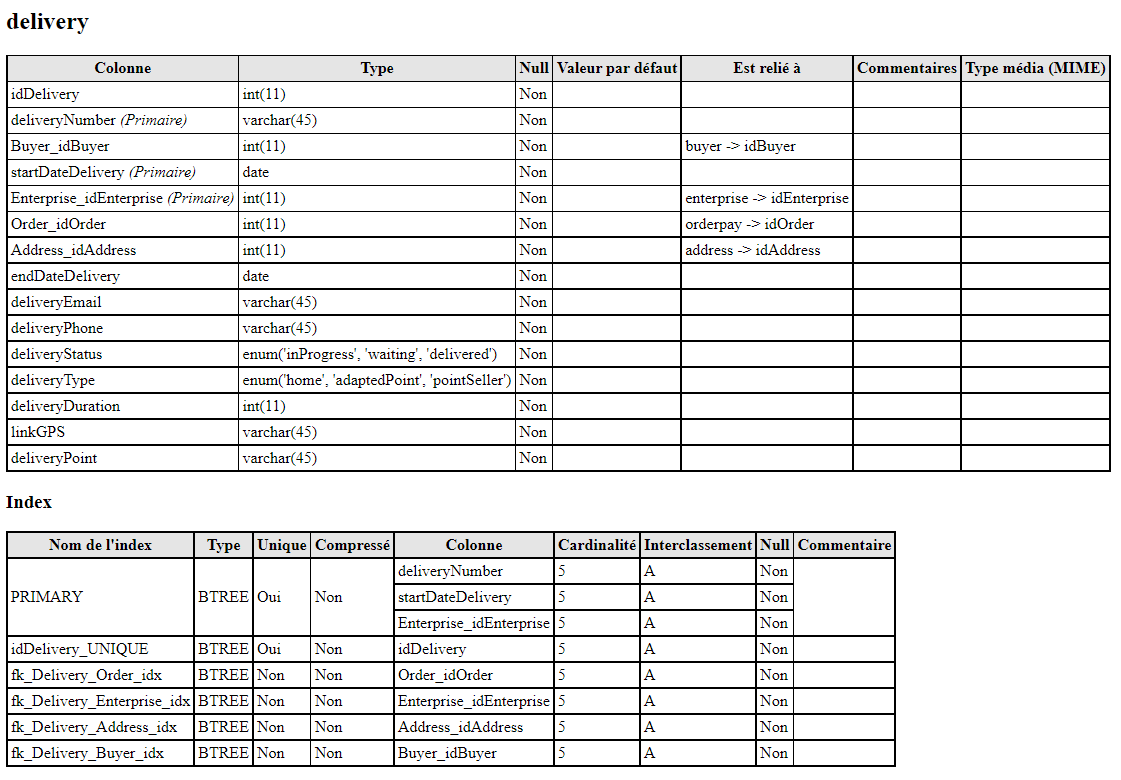 delivery
Colonne Type Null Valeur par défaut Est relié à Commentaires Type média (MIME)
idDelivery int(11) Non
deliveryNumber (Primaire) varchar(45) Non
Buyer_idBuyer int(11) Non buyer -> idBuyer
startDateDelivery (Primaire) date Non
Enterprise_idEnterprise (Primaire) int(11) Non enterprise -> idEnterprise
Order_idOrder int(11) Non orderpay -> idOrder
Address_idAddress int(11) Non address -> idAddress
endDateDelivery date Non
deliveryEmail varchar(45) Non
deliveryPhone varchar(45) Non
deliveryStatus enum('inProgress', 'waiting', 'delivered') Non
deliveryType enum('home', 'adaptedPoint', 'pointSeller') Non
deliveryDuration int(11) Non
linkGPS varchar(45) Non
deliveryPoint varchar(45) Non
Index
Nom de l'index Type Unique Compressé Colonne Cardinalité Interclassement Null Commentaire
deliveryNumber 5 A Non
PRIMARY BTREE Oui Non startDateDelivery 5 A Non
Enterprise_idEnterprise 5 A Non
idDelivery_UNIQUE BTREE Oui Non idDelivery 5 A Non
fk_Delivery_Order_idx BTREE Non Non Order_idOrder 5 A Non
fk_Delivery_Enterprise_idx BTREE Non Non Enterprise_idEnterprise 5 A Non
fk_Delivery_Address_idx BTREE Non Non Address_idAddress 5 A Non
fk_Delivery_Buyer_idx BTREE Non Non Buyer_idBuyer 5 A Non